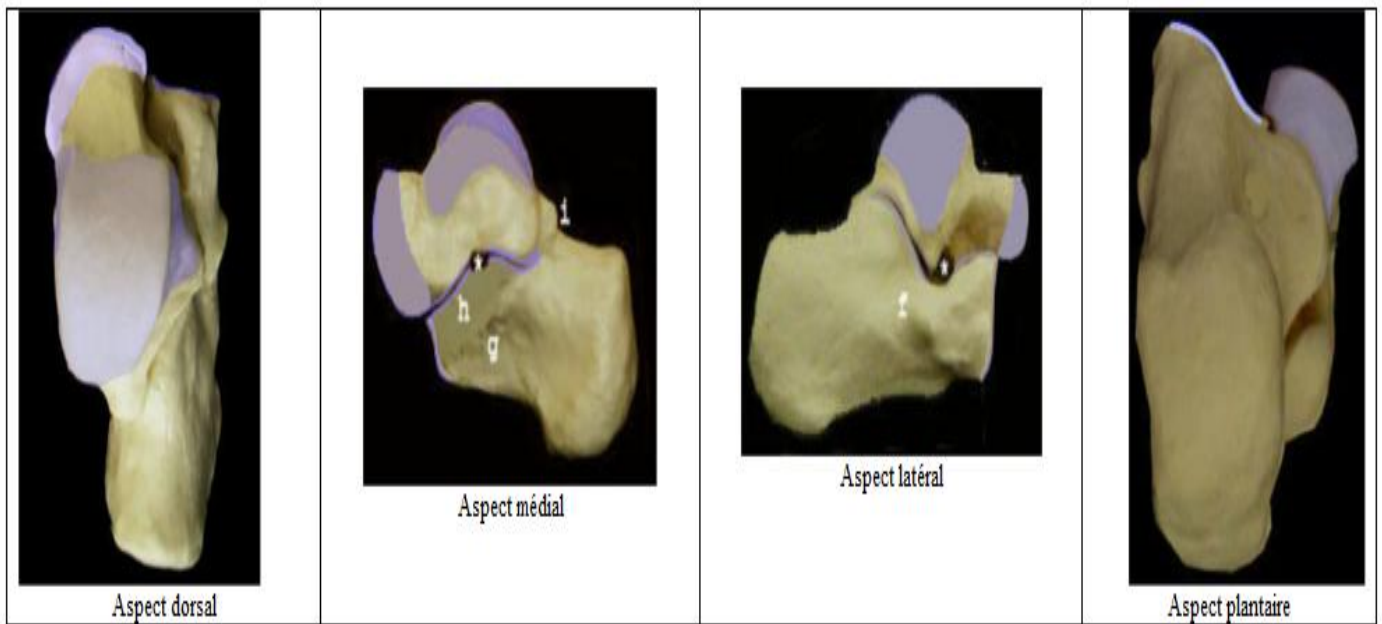 i
*
h
g
*
f
Aspect dorsal
Aspect médial
Aspect latéral
Aspect plantaire